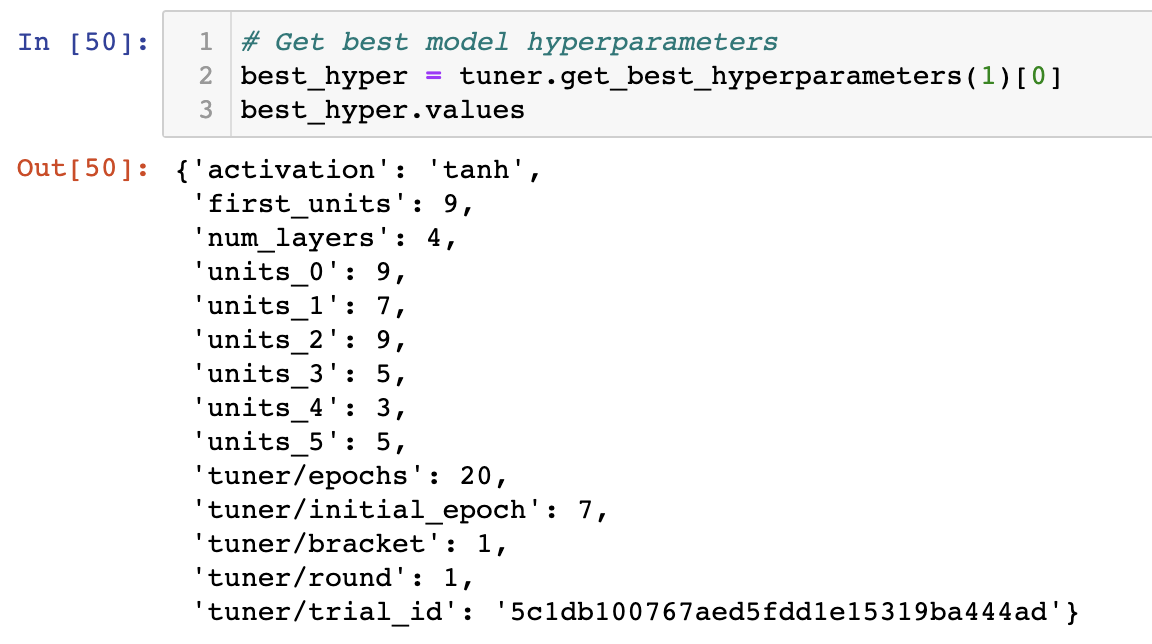 In [50]:
1 # Get best model hyperparameters
2 best_hyper = tuner.get_best_hyperparameters(1)[0]
3 best_hyper.values
Out[50]: {'activation': 'tanh',
'first_units': 9,
'num_layers': 4,
'units_0': 9,
'units_1': 7,
'units_2': 9,
'units_3': 5,
'units_4': 3,
'units_5': 5,
'tuner/epochs': 20,
'tuner/initial_epoch': 7,
'tuner/bracket': 1,
'tuner/round': 1,
'tuner/trial_id': '5c1db100767aed5fdd1e15319ba444ad'}